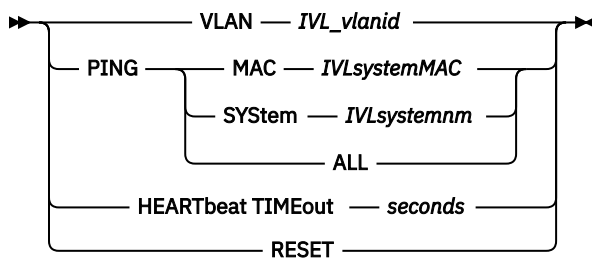 VLAN IVL_vlanid
PING MAC IVLsystemMAC
SYStem IVLsystemnm
ALL
HEARTbeat TIMEout seconds
RESET